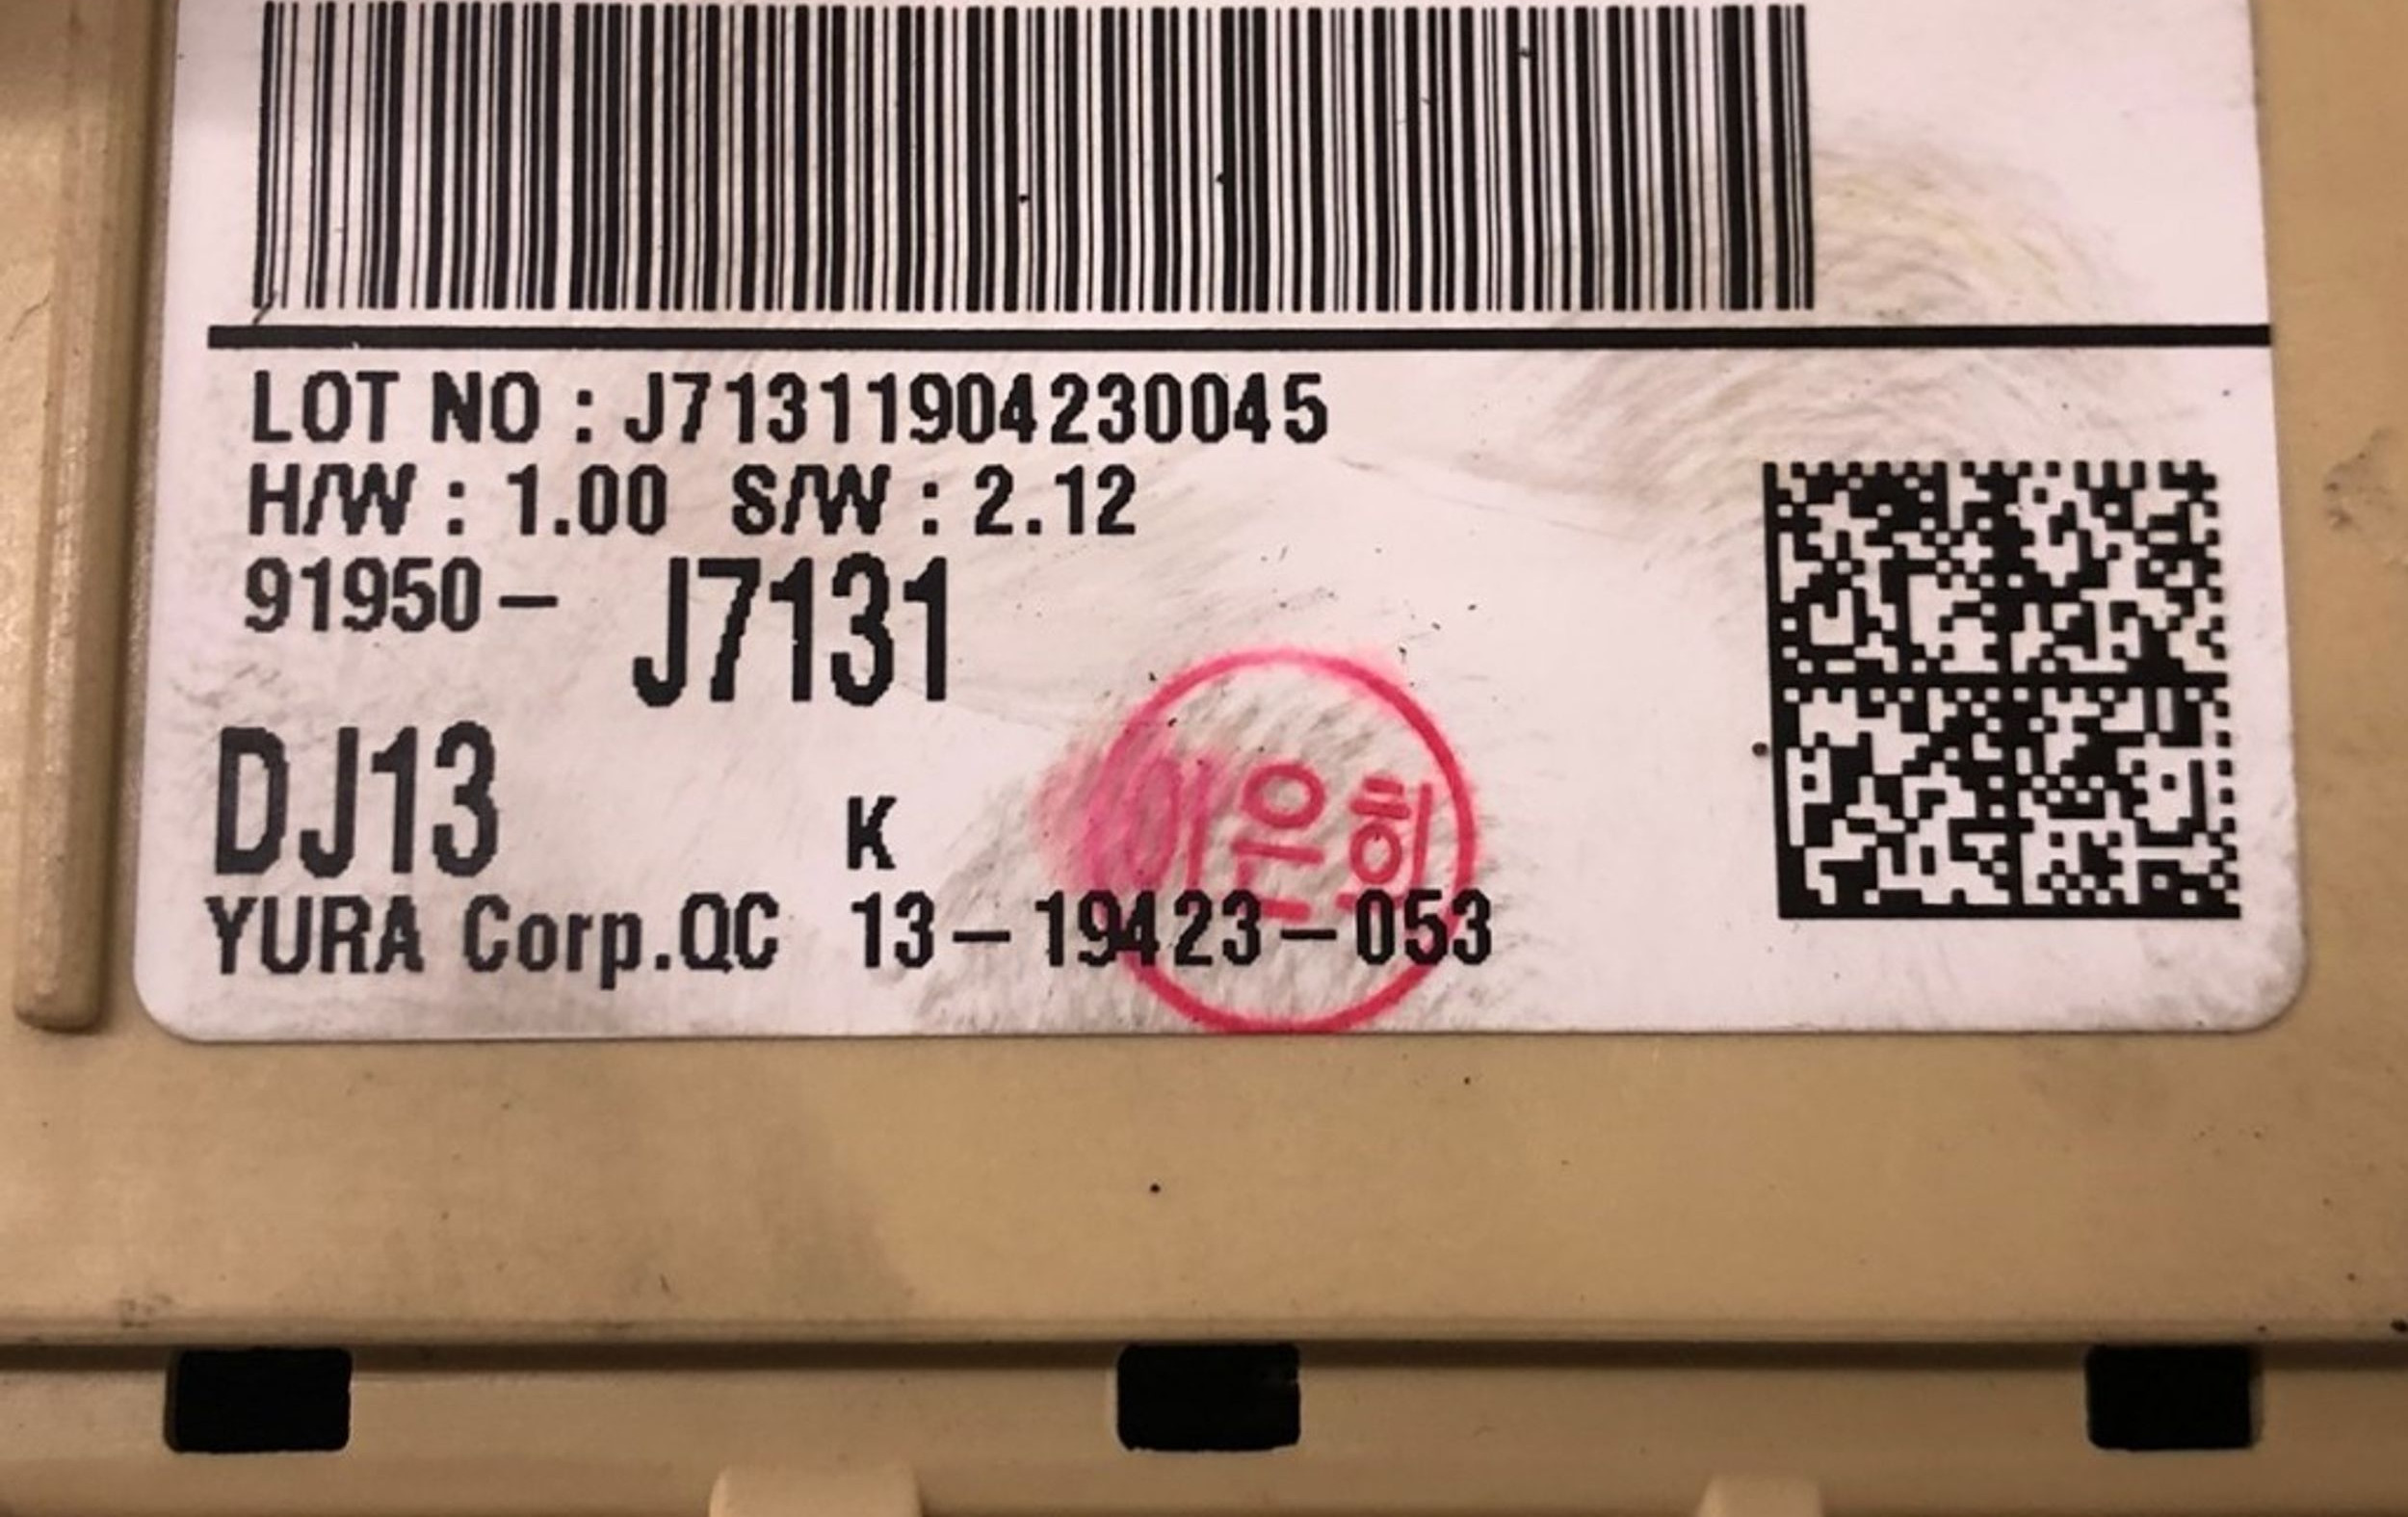 LOT NO : J71311904230045
H/W : 1.00 S/W : 2.12
91950- J7131
DJ13
K
이은희
YURA Corp.QC 13-19423-053